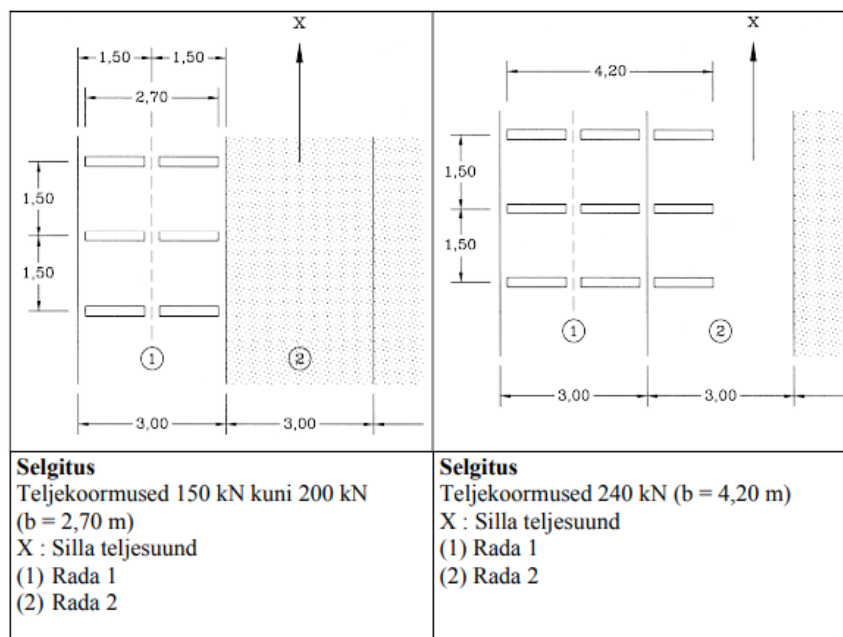 X
1,50
1,50
2,70
1,50
1,50
1
2
3,00
3,00
X
4,20
1,50
1,50
1
2
3,00
3,00
Selgitus
Teljekoormused 150 kN kuni 200 kN
(b = 2,70 m)
X : Silla teljesuund
(1) Rada 1
(2) Rada 2
Selgitus
Teljekoormused 240 kN (b = 4,20 m)
X : Silla teljesuund
(1) Rada 1
(2) Rada 2